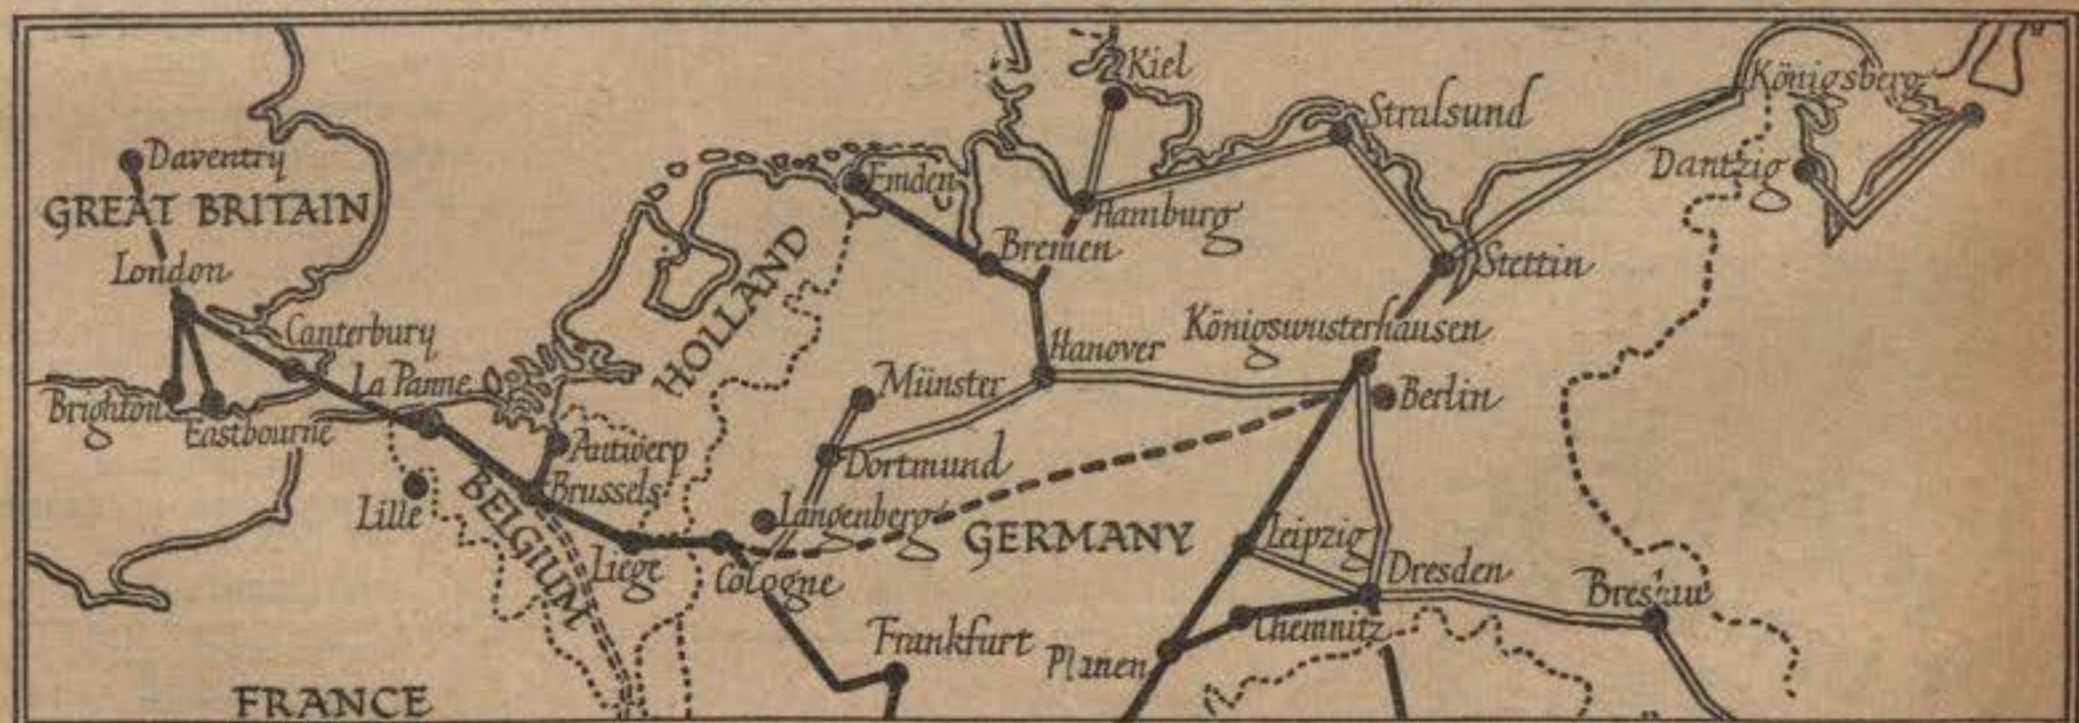 Kiel
Königsberg
Stralsund
Daventry
Dantzig
Emden
GREAT BRITAIN
Hamburg
Bremen
London
Stettin
HOLLAND
Canterbury
Königswusterhausen
Hanover
La Panne
Münster
Brighton
Berlin
Eastbourne
Antwerp
Dortmund
Brussels
Lille
BELGIUM
Langenberg
GERMANY
Leipzig
Liege
Cologne
Dresden
Breslau
Chemnitz
Frankfurt
Plauen
FRANCE